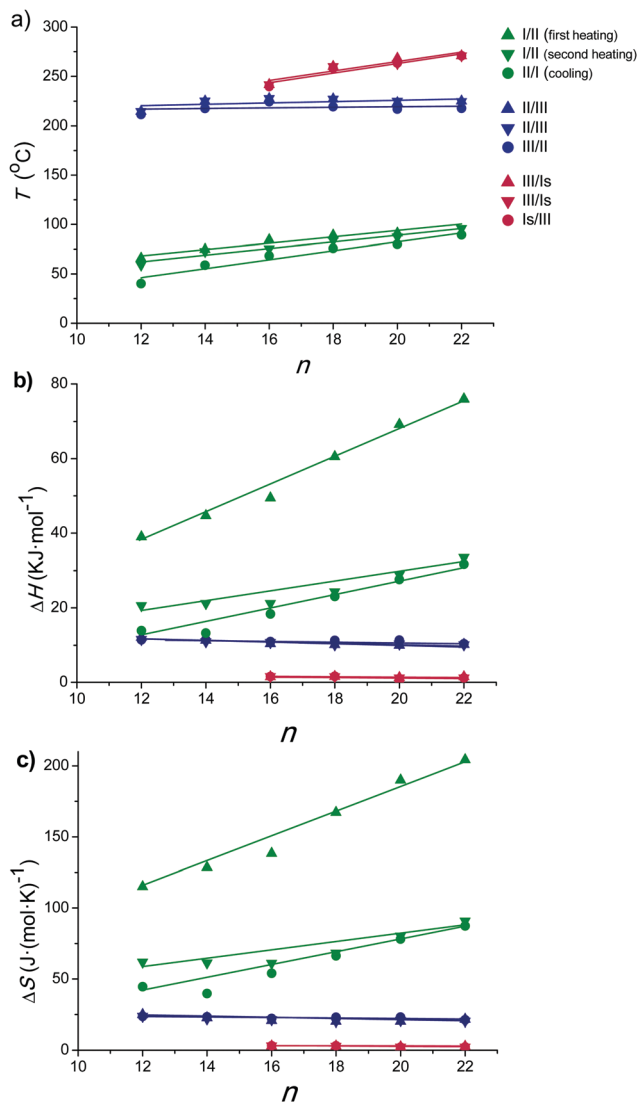 a)
300
250
200
150
100
50
0
T (°C)
10 12 14 16 18 20 22
n
I/II (first heating)
I/II (second heating)
II/I (cooling)
II/III
II/III
III/II
III/Is
III/Is
Is/III
b)
80
60
40
20
0
ΔH (KJ·mol⁻¹)
10 12 14 16 18 20 22
n
c)
200
150
100
50
0
ΔS (J·(mol·K)⁻¹
10 12 14 16 18 20 22
n